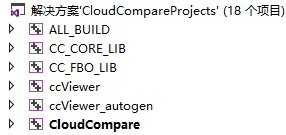 解决方案'CloudCompareProjects' (18 个项目)
ALL_BUILD
CC_CORE_LIB
CC_FBO_LIB
ccViewer
ccViewer_autogen
CloudCompare